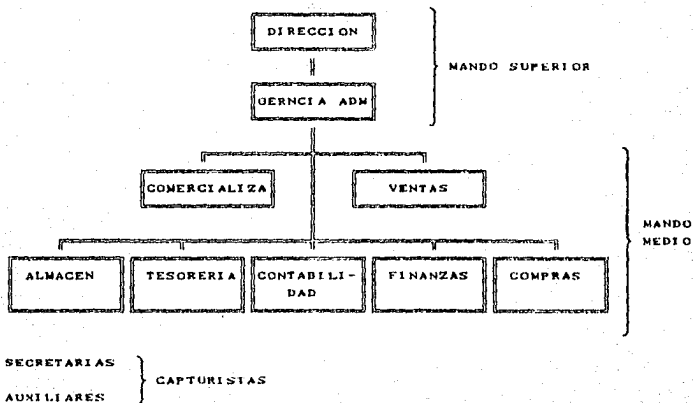 DIRECCION
MANDO SUPERIOR
GERNCIA ADM
COMERCIALIZA
VENTAS
MANDO
MEDIO
ALMACEN
TESORERIA
CONTABILI-
DAD
FINANZAS
COMPRAS
SECRETARIAS
CAPTURISTAS
AUXILIARES